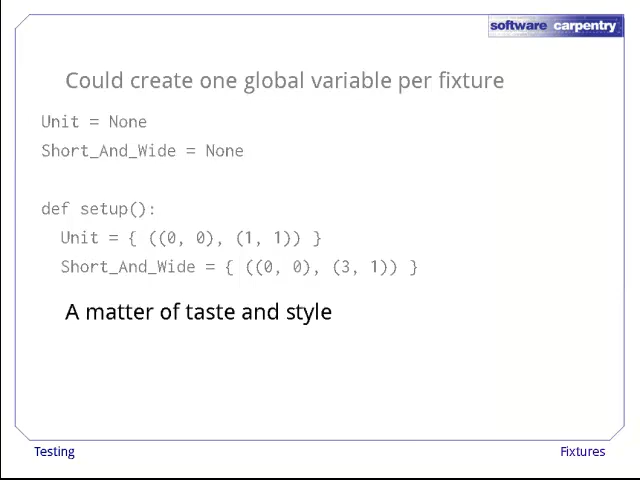 software carpentry
Could create one global variable per fixture
Unit = None
Short_And_Wide = None
def setup():
Unit = { ((0, 0), (1, 1)) }
Short_And_Wide = { ((0, 0), (3, 1)) }
A matter of taste and style
Testing
Fixtures